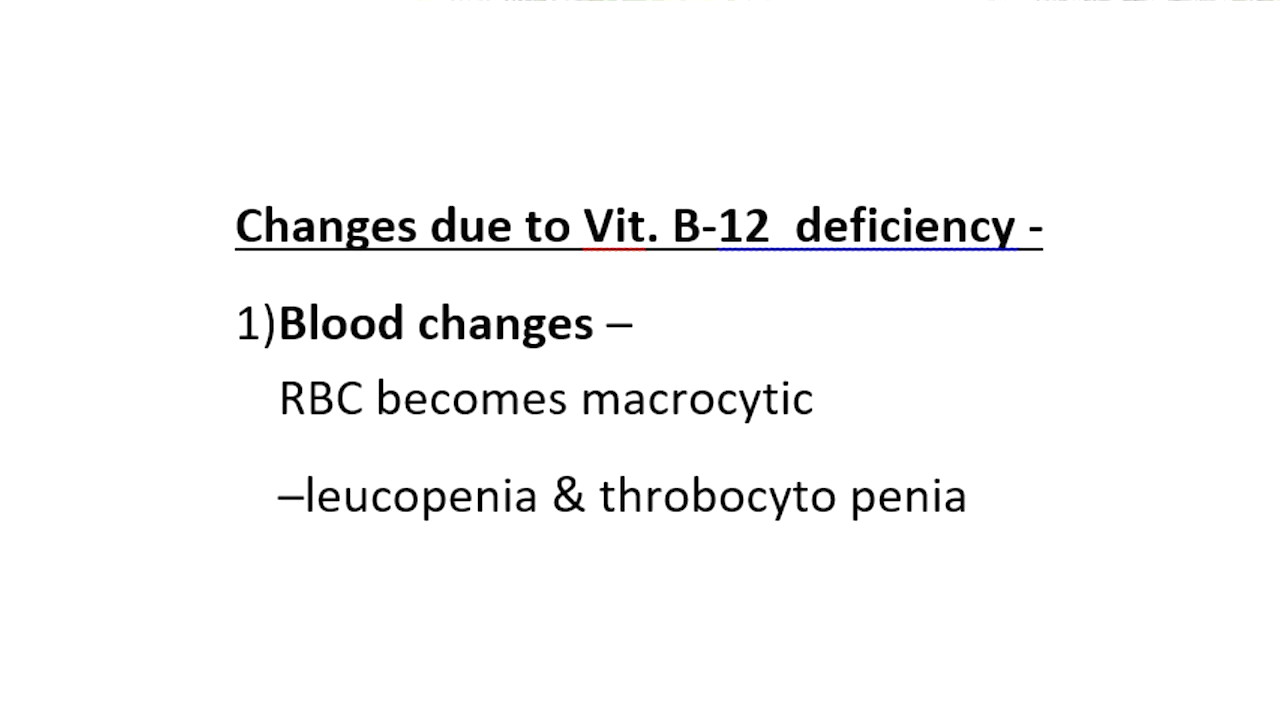 Changes due to Vit. B-12  deficiency -
1)Blood changes –
RBC becomes macrocytic
–leucopenia & throbocyto penia